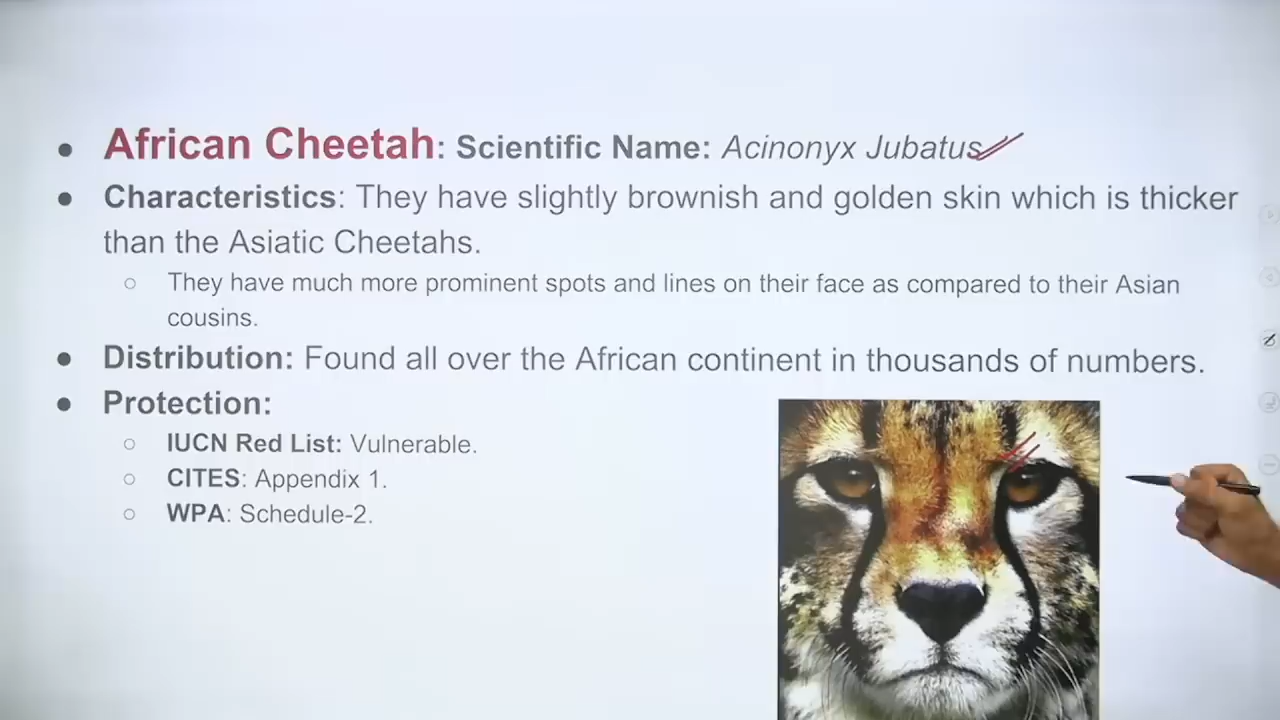 African Cheetah: Scientific Name: Acinonyx Jubatus
Characteristics: They have slightly brownish and golden skin which is thicker
than the Asiatic Cheetahs.
They have much more prominent spots and lines on their face as compared to their Asian
cousins.
Distribution: Found all over the African continent in thousands of numbers.
Protection:
IUCN Red List: Vulnerable.
CITES: Appendix 1.
WPA: Schedule-2.